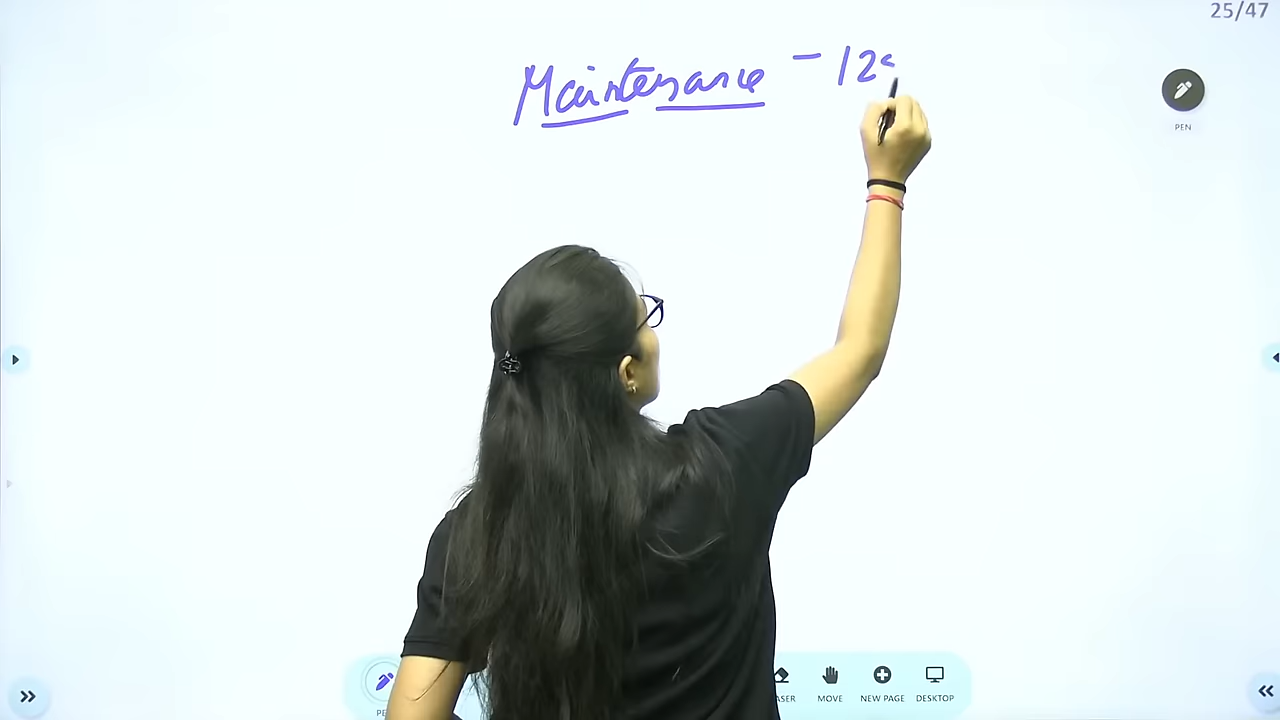 25/47
Maintenance - 12
PEN
MOVE
NEW PAGE
DESKTOP